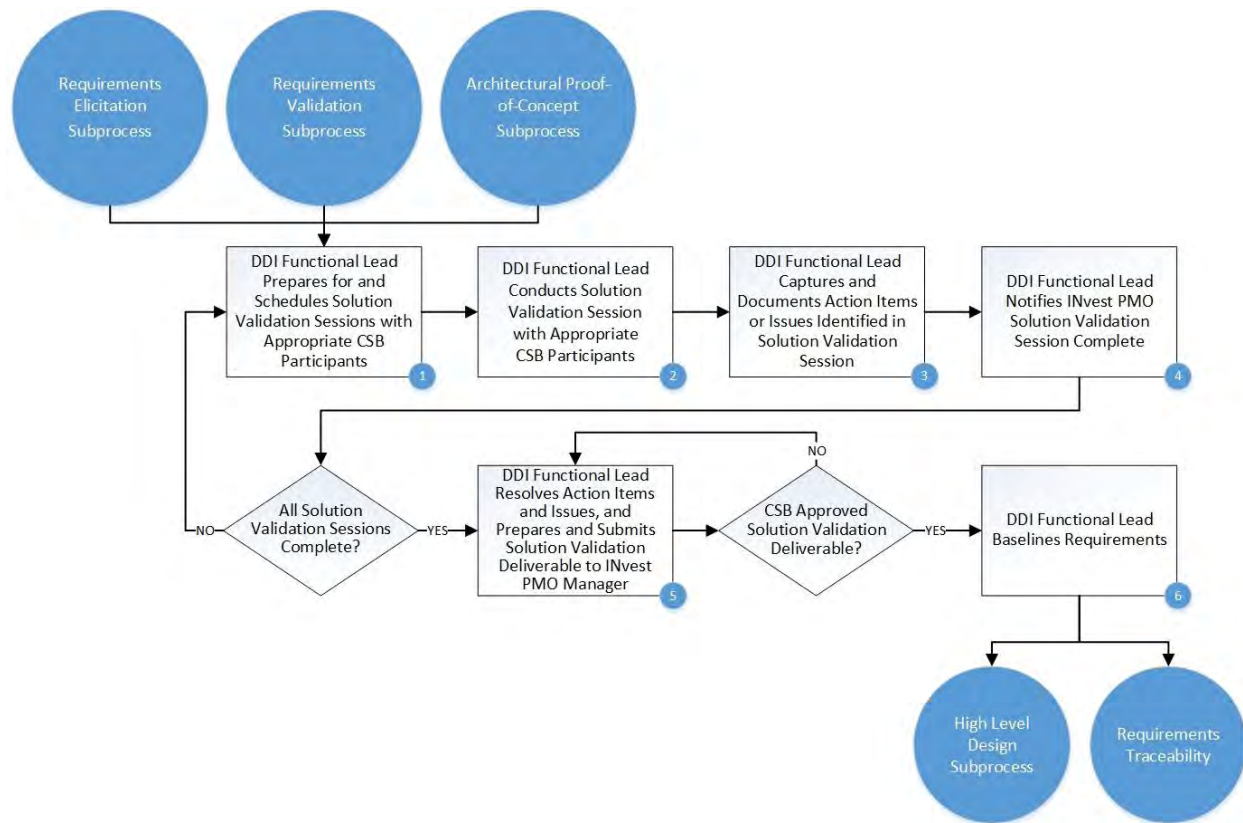 Requirements
Elicitation
Subprocess
Requirements
Validation
Subprocess
Architectural Proof-
of-Concept
Subprocess
DDI Functional Lead
Prepares for and
Schedules Solution
Validation Sessions with
Appropriate CSB
Participants
1
DDI Functional Lead
Conducts Solution
Validation Session
with Appropriate
CSB Participants
2
DDI Functional Lead
Captures and
Documents Action Items
or Issues Identified in
Solution Validation
Session
3
DDI Functional Lead
Notifies INvest PMO
Solution Validation
Session Complete
4
NO
All Solution
Validation Sessions
Complete?
YES
DDI Functional Lead
Resolves Action Items
and Issues, and
Prepares and Submits
Solution Validation
Deliverable to INvest
PMO Manager
5
NO
CSB Approved
Solution Validation
Deliverable?
YES
DDI Functional Lead
Baselines Requirements
6
High Level
Design
Subprocess
Requirements
Traceability